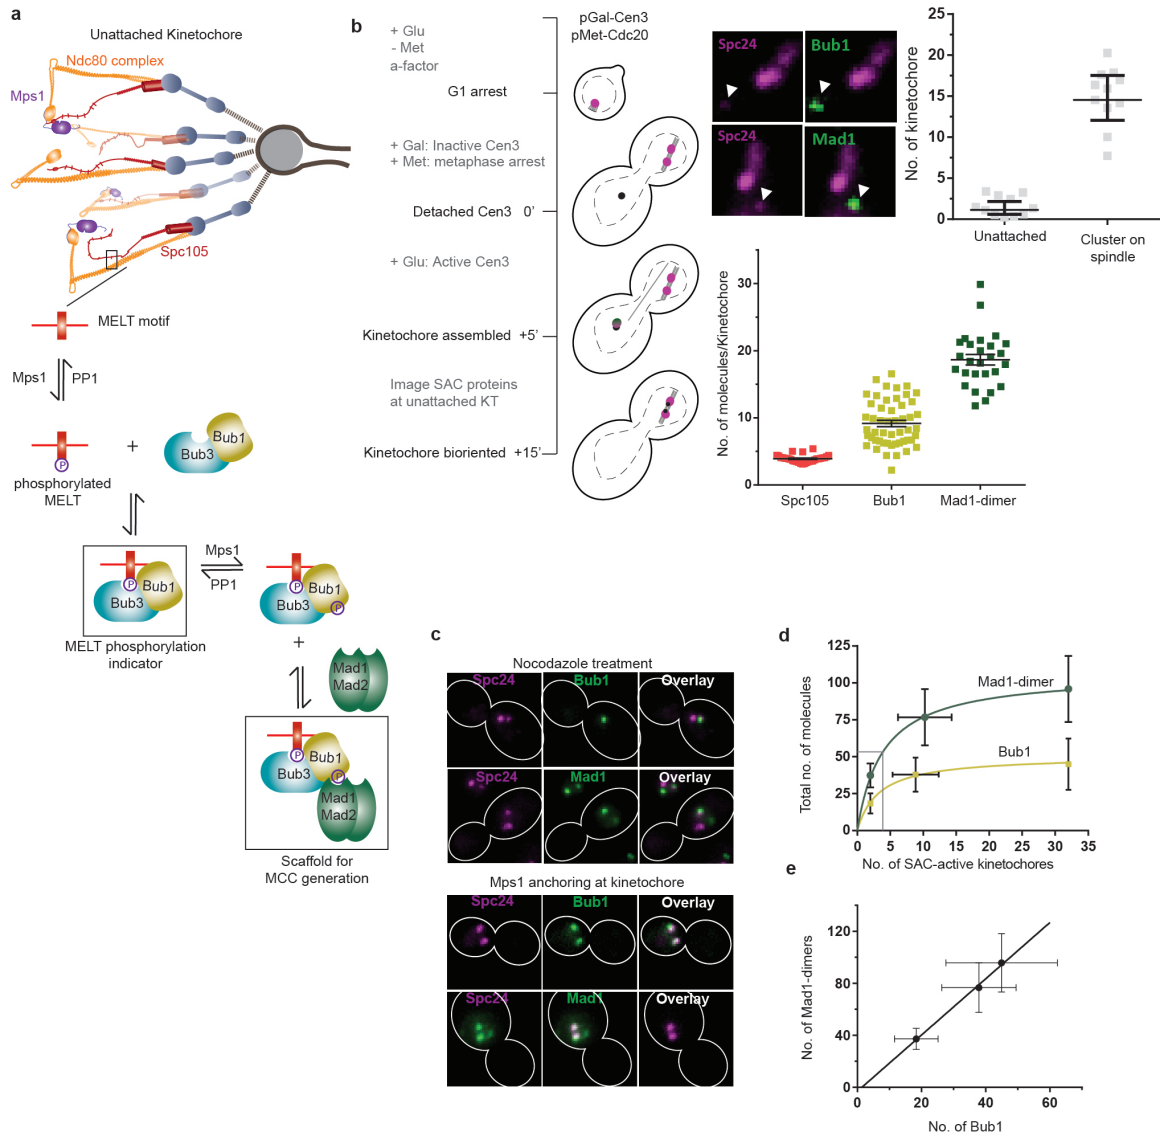 a
Unattached Kinetochore
Ndc80 complex
Mps1
Spc105
MELT motif
Mps1
PP1
P
phosphorylated
MELT
+
Bub3
Bub1
P
Bub3
Bub1
MELT phosphorylation
indicator
Mps1
PP1
P
Bub3
Bub1
P
+
Mad1
Mad2
P
Bub3
Bub1
P
Mad1
Mad2
Scaffold for
MCC generation
b
pGal-Cen3
pMet-Cdc20
+ Glu
- Met
a-factor
G1 arrest
+ Gal: Inactive Cen3
+ Met: metaphase arrest
Detached Cen3 0'
+ Glu: Active Cen3
Kinetochore assembled +5'
Image SAC proteins
at unattached KT
Kinetochore bioriented +15'
Spc24
Bub1
Spc24
Mad1
No. of kinetochore
25
20
15
10
5
0
Unattached
Cluster on
spindle
No. of molecules/Kinetochore
30
20
10
0
Spc105
Bub1
Mad1-dimer
c
Nocodazole treatment
Spc24
Bub1
Overlay
Spc24
Mad1
Overlay
Mps1 anchoring at kinetochore
Spc24
Bub1
Overlay
Spc24
Mad1
Overlay
d
Total no. of molecules
125
100
75
50
25
0
Mad1-dimer
Bub1
0 5 10 15 20 25 30 35
No. of SAC-active kinetochores
e
No. of Mad1-dimers
120
80
40
0
0 20 40 60
No. of Bub1